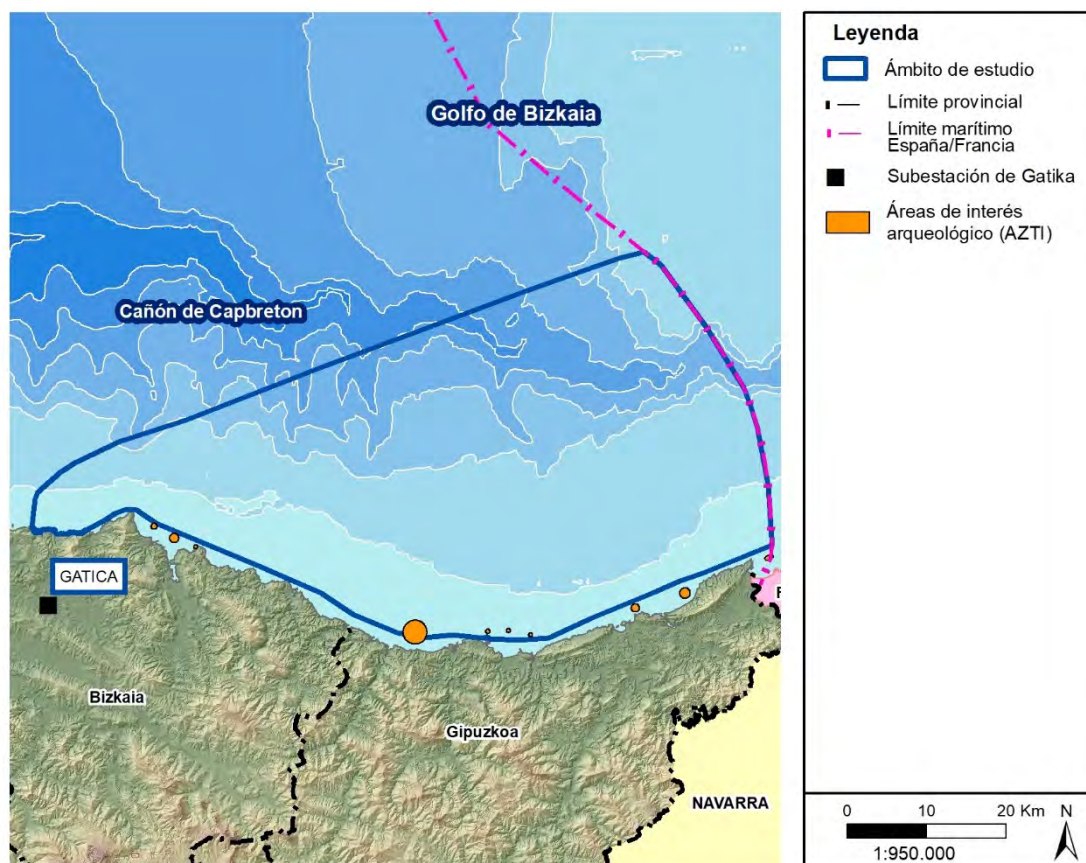 Golfo de Bizkaia
Cañón de Capbreton
GATICA
Bizkaia
Gipuzkoa
NAVARRA
F
Leyenda
Ámbito de estudio
Límite provincial
Límite marítimo
España/Francia
Subestación de Gatika
Áreas de interés
arqueológico (AZTI)
0 10 20 Km
N
1:950.000